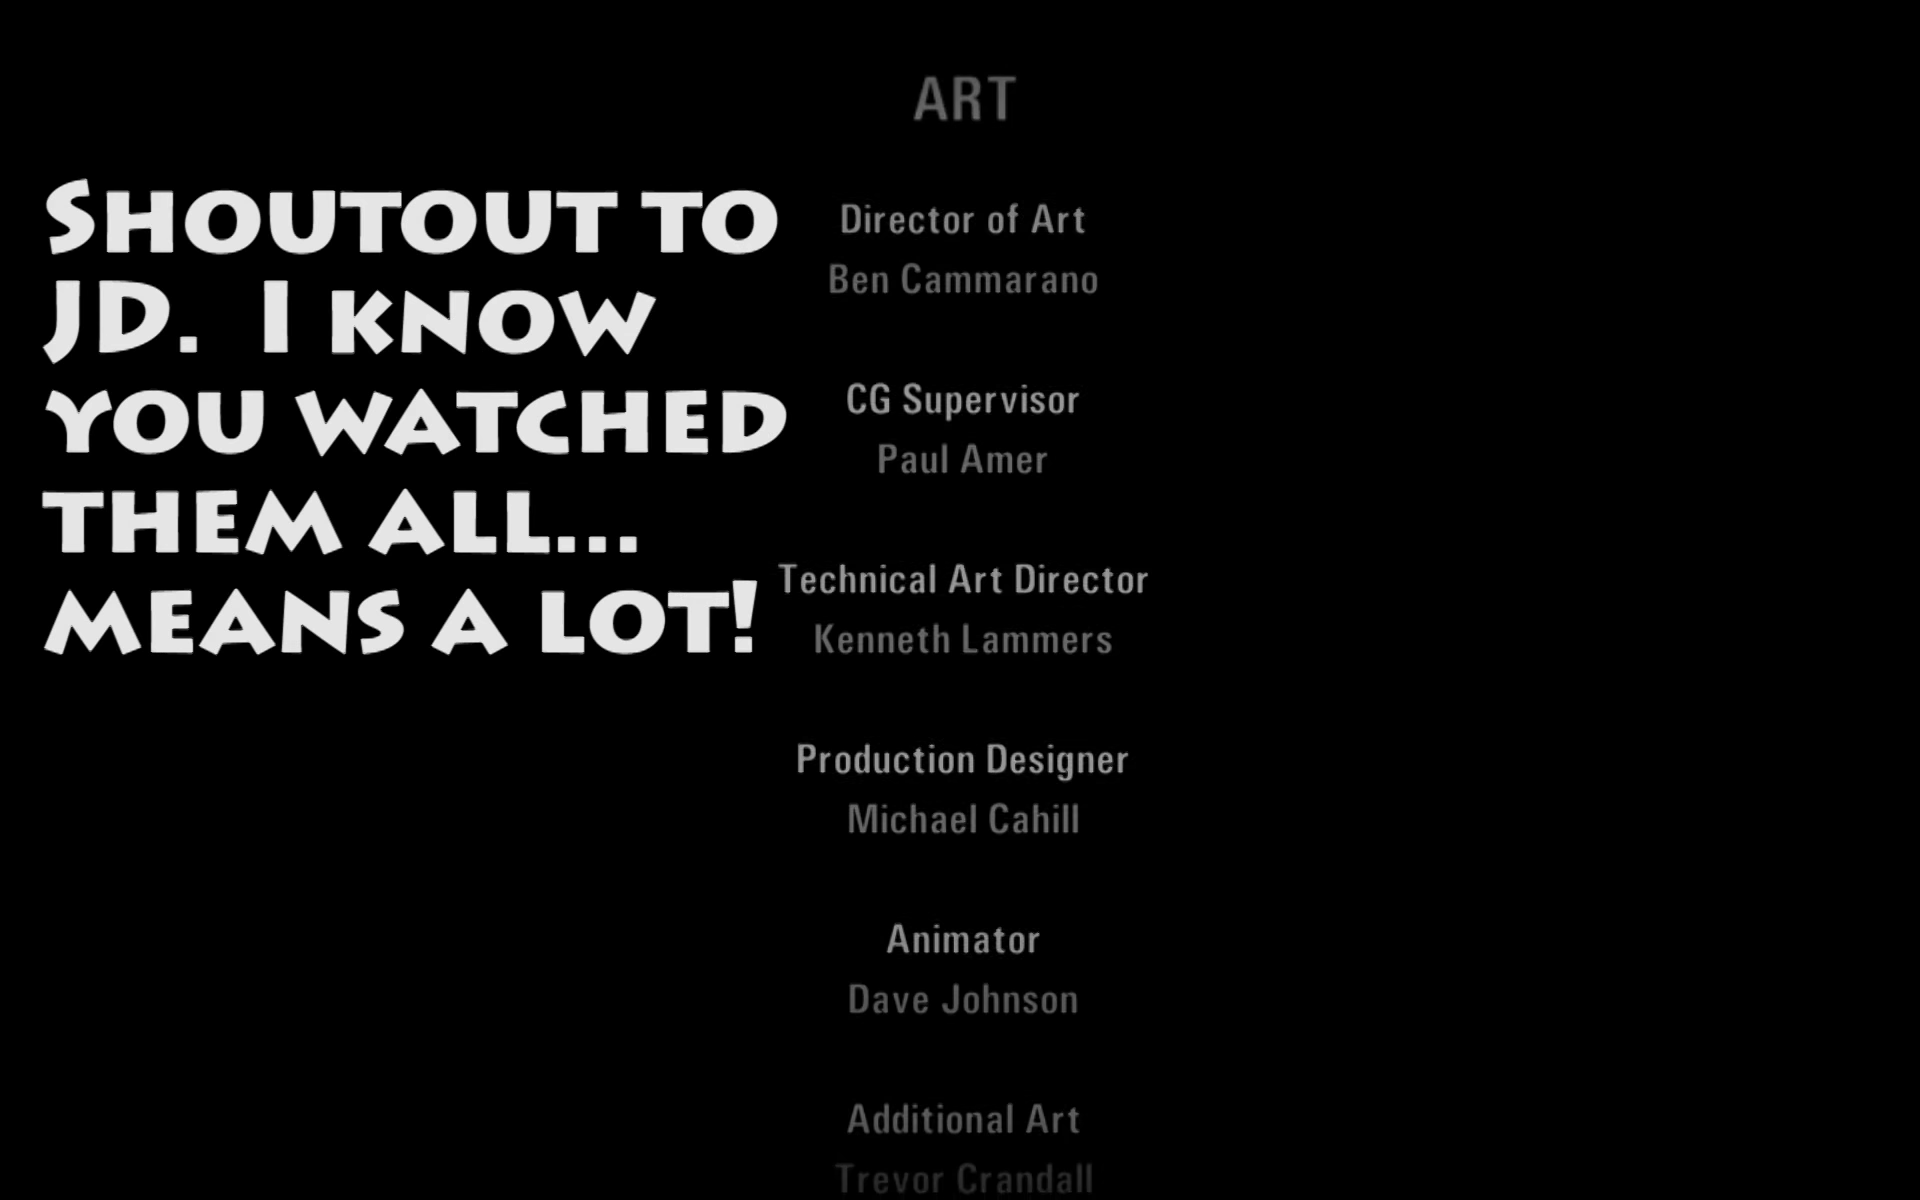 ART
SHOUTOUT TO
JD. I KNOW
YOU WATCHED
THEM ALL...
MEANS A LOT!
Director of Art
Ben Cammarano
CG Supervisor
Paul Amer
Technical Art Director
Kenneth Lammers
Production Designer
Michael Cahill
Animator
Dave Johnson
Additional Art
Trevor Crandall